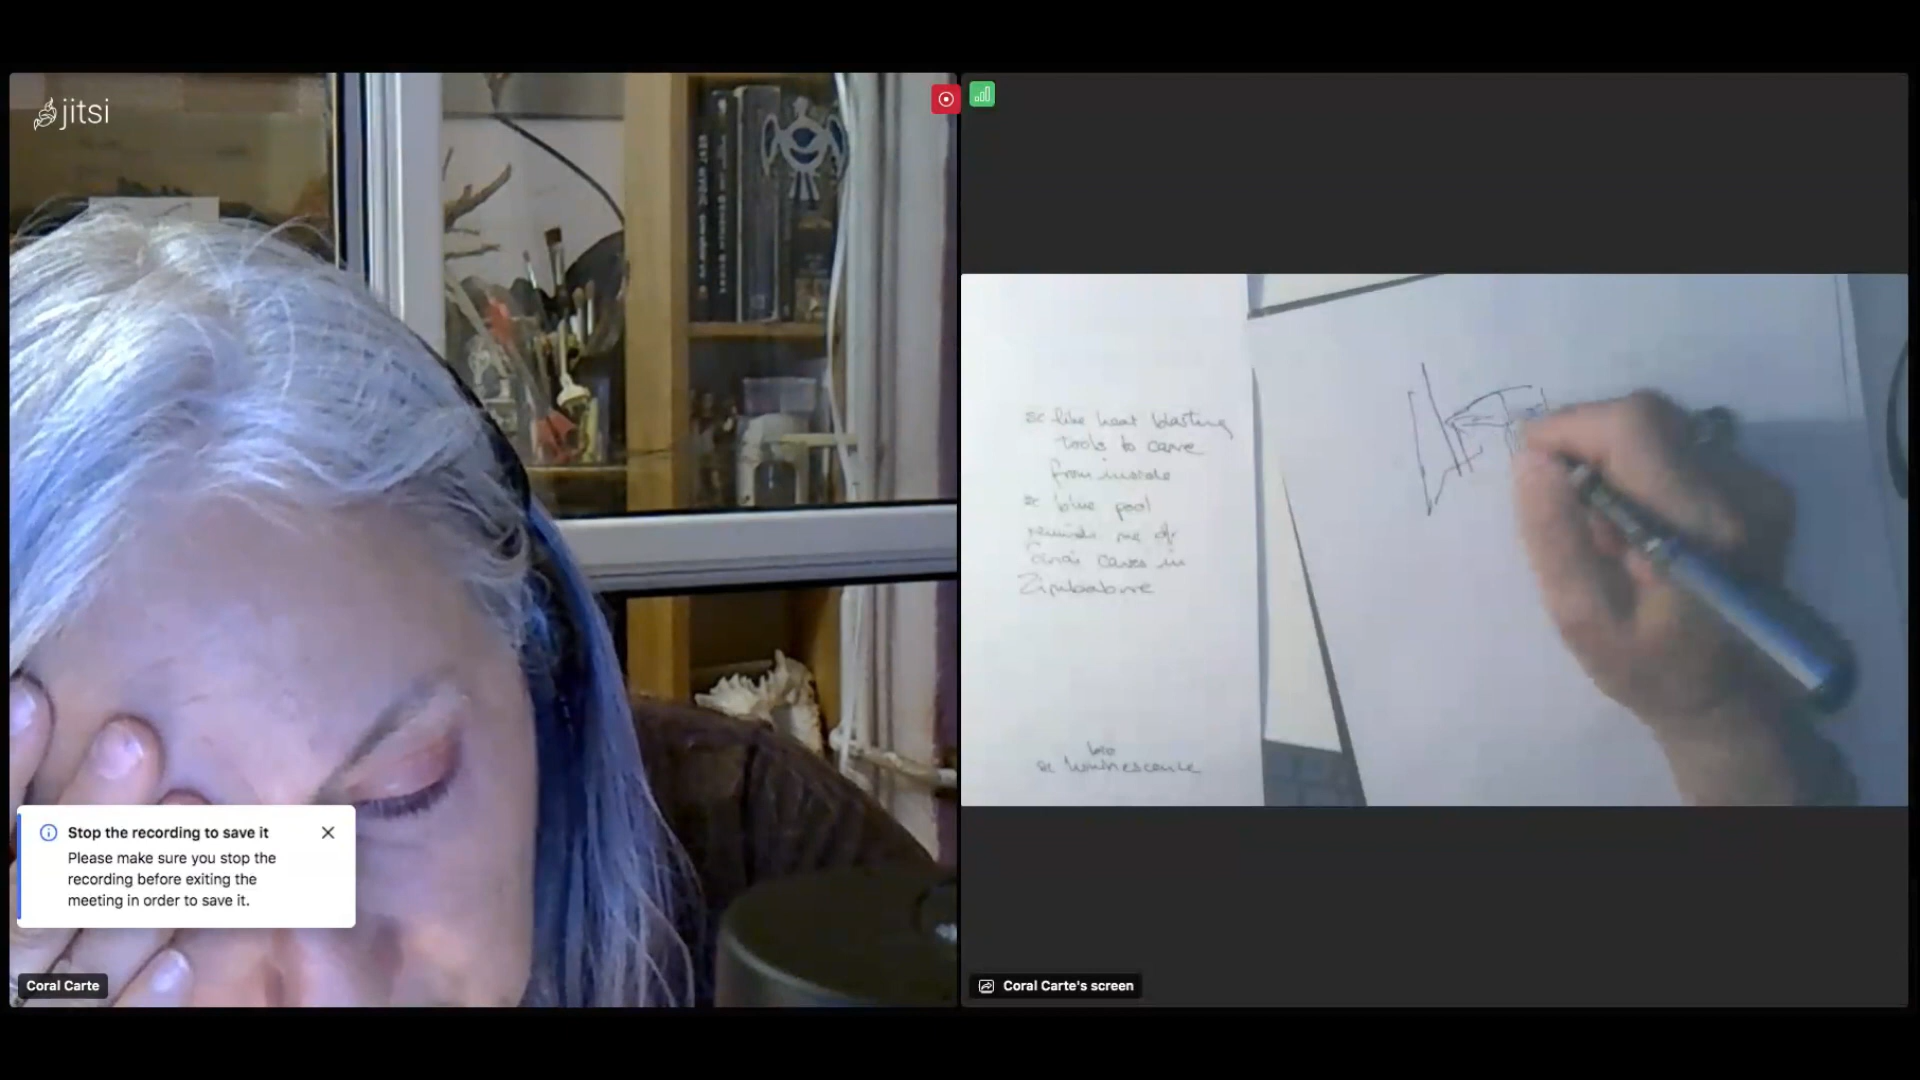 jitsi
Stop the recording to save it
Please make sure you stop the
recording before exiting the
meeting in order to save it.
Coral Carte
like heat blasting
tools to carve
from inside
blue pool
reminds me of
caves in
Zimbabwe
bio
luminescence
Coral Carte's screen